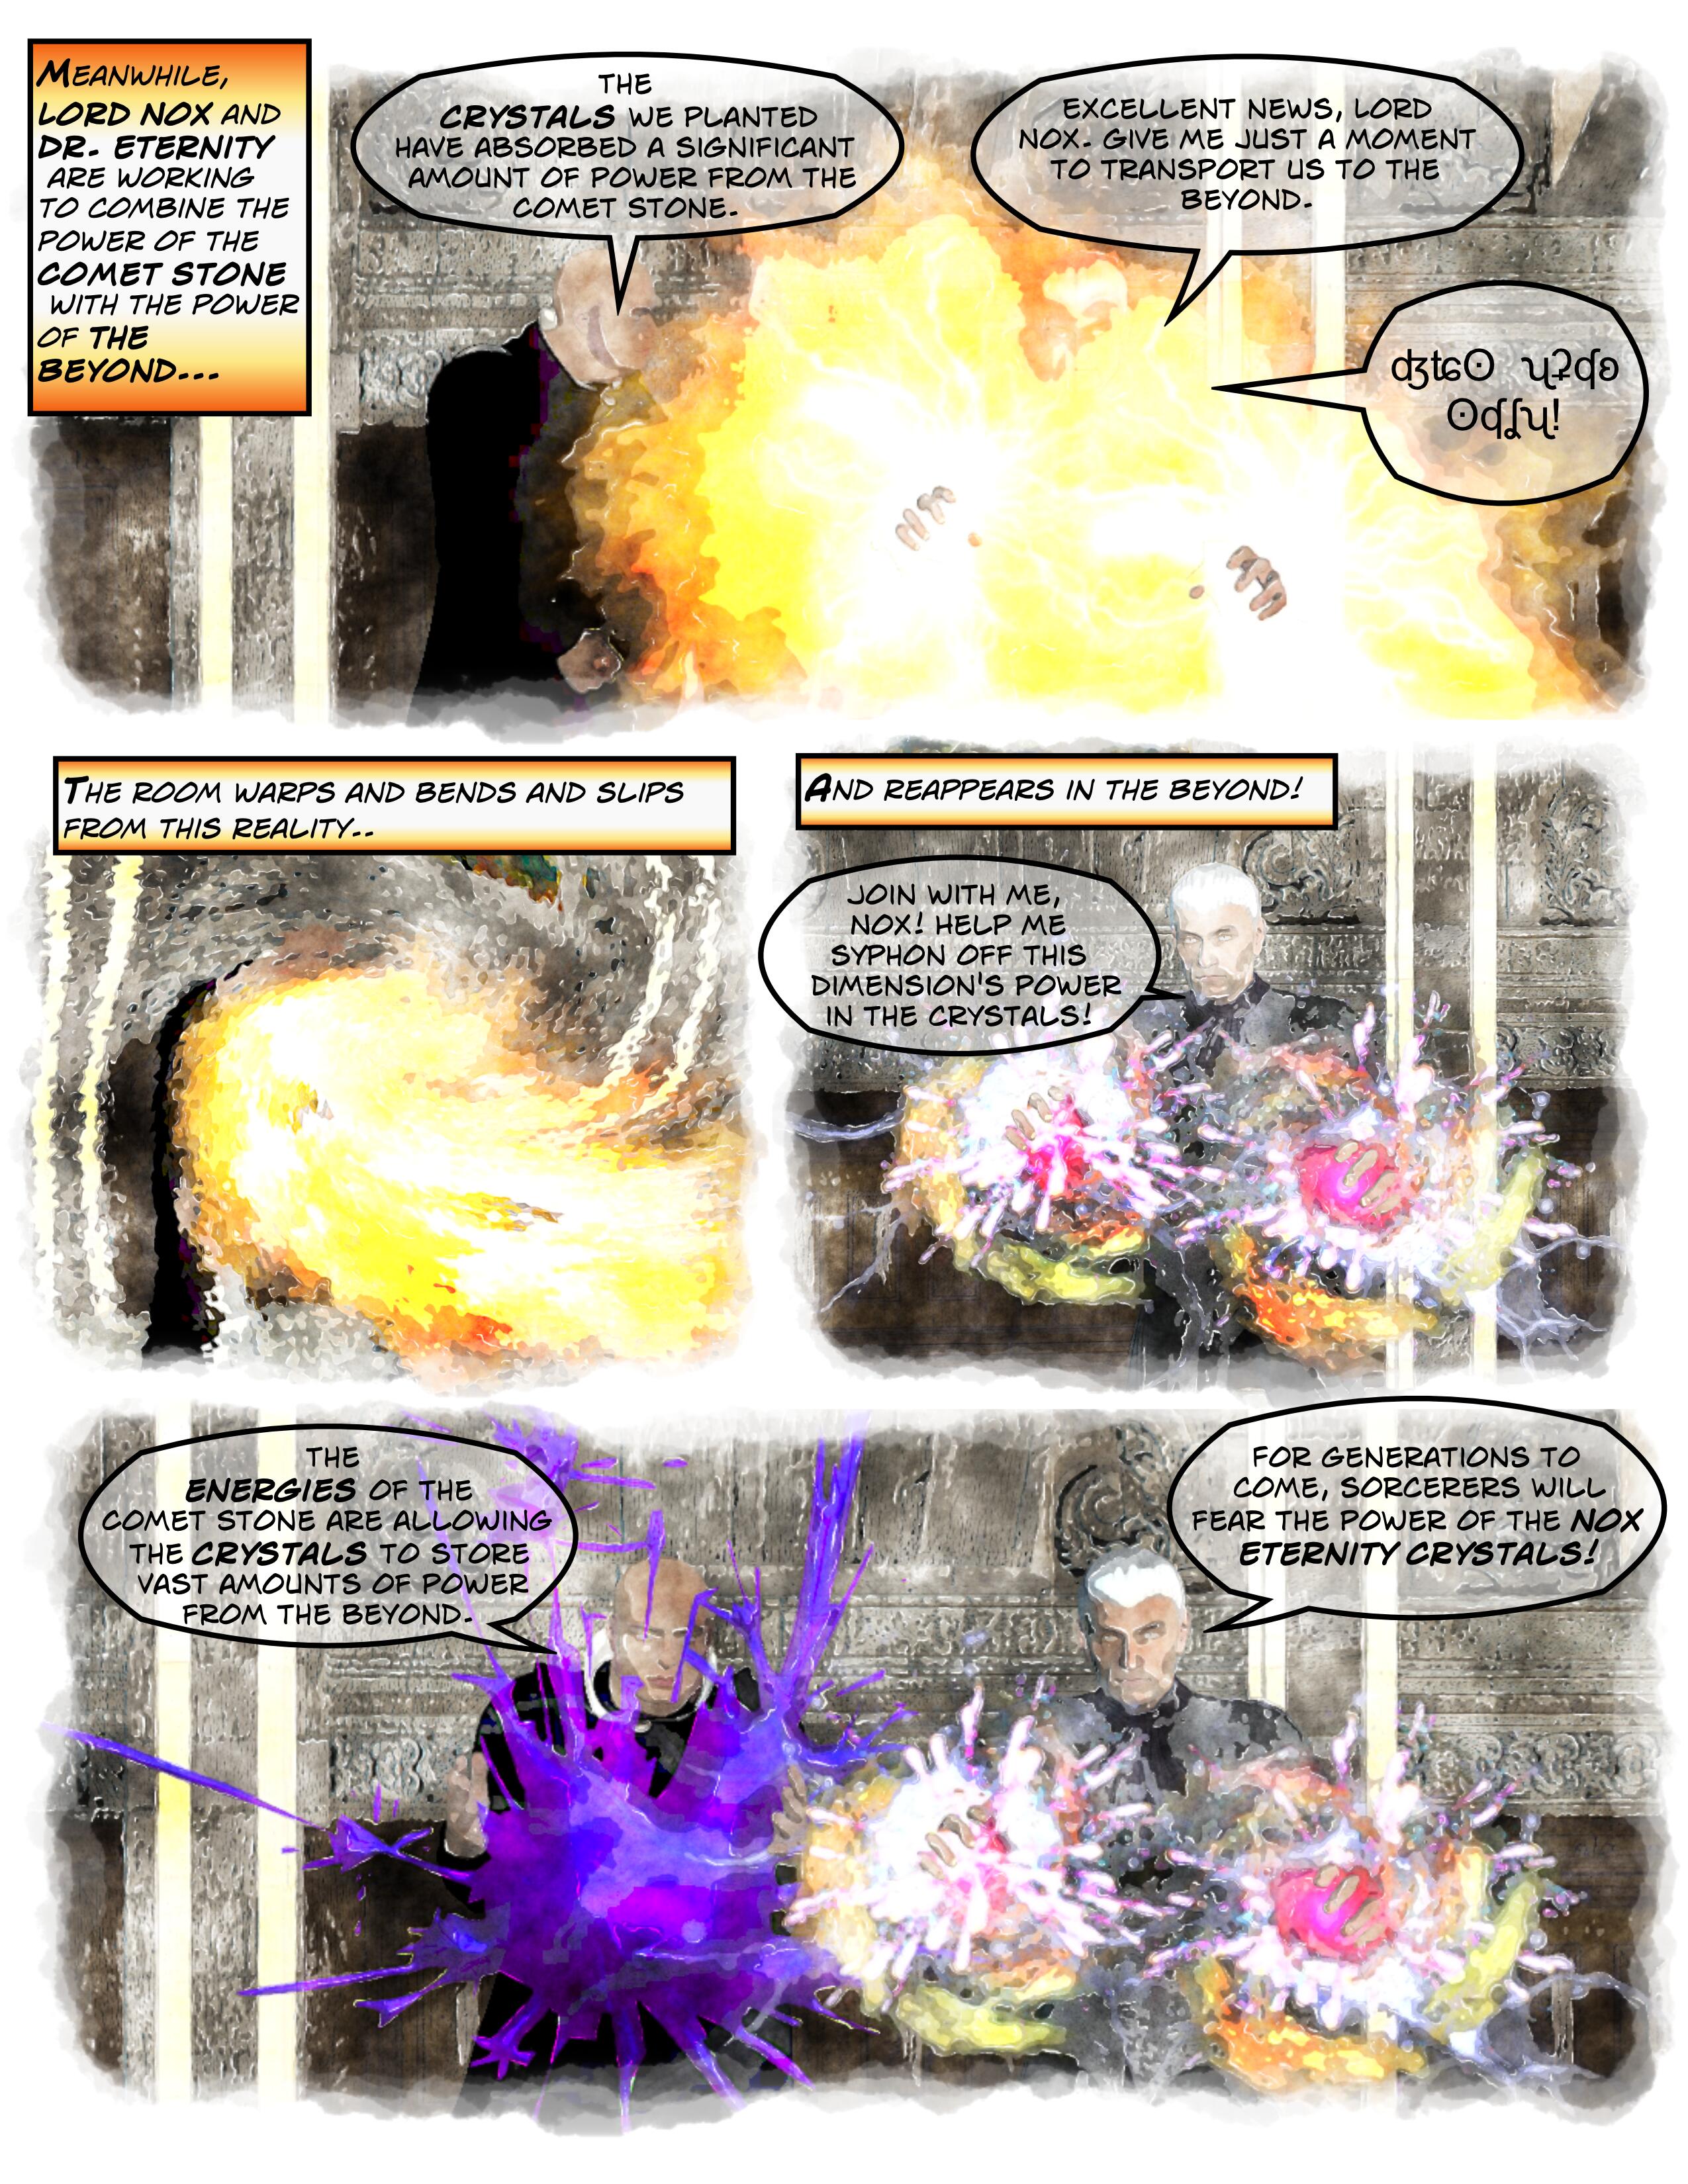 MEANWHILE,
LORD NOX AND
DR. ETERNITY
ARE WORKING
TO COMBINE THE
POWER OF THE
COMET STONE
WITH THE POWER
OF THE
BEYOND...
THE
CRYSTALS WE PLANTED
HAVE ABSORBED A SIGNIFICANT
AMOUNT OF POWER FROM THE
COMET STONE.
EXCELLENT NEWS, LORD
NOX. GIVE ME JUST A MOMENT
TO TRANSPORT US TO THE
BEYOND.
THE ROOM WARPS AND BENDS AND SLIPS
FROM THIS REALITY..
AND REAPPEARS IN THE BEYOND!
JOIN WITH ME,
NOX! HELP ME
SYPHON OFF THIS
DIMENSION'S POWER
IN THE CRYSTALS!
THE
ENERGIES OF THE
COMET STONE ARE ALLOWING
THE CRYSTALS TO STORE
VAST AMOUNTS OF POWER
FROM THE BEYOND.
FOR GENERATIONS TO
COME, SORCERERS WILL
FEAR THE POWER OF THE NOX
ETERNITY CRYSTALS!